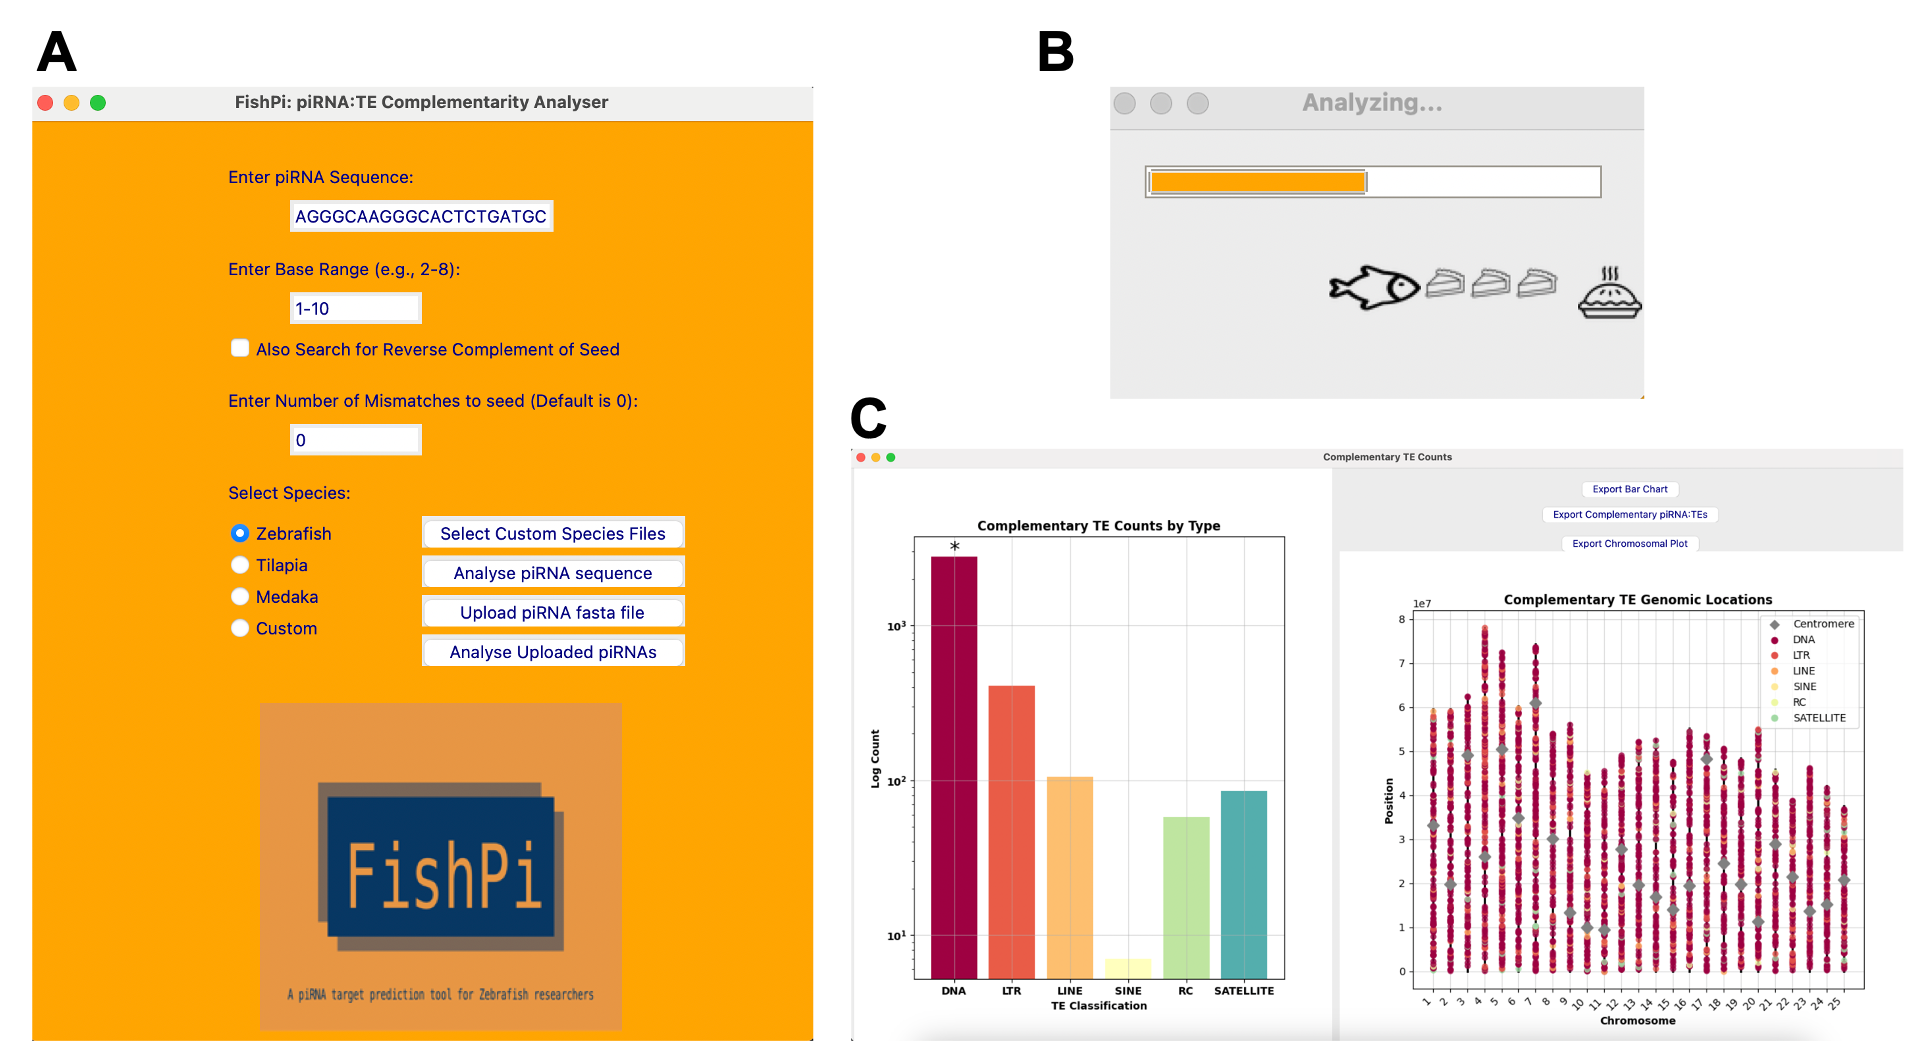 A
FishPi: piRNA:TE Complementarity Analyser
Enter piRNA Sequence:
AGGGCAAGGGCACTCTGATGC
Enter Base Range (e.g., 2-8):
1-10
Also Search for Reverse Complement of Seed
Enter Number of Mismatches to seed (Default is 0):
0
Select Species:
Zebrafish
Tilapia
Medaka
Custom
Select Custom Species Files
Analyse piRNA sequence
Upload piRNA fasta file
Analyse Uploaded piRNAs
FishPi
A piRNA target prediction tool for Zebrafish researchers
B
Analyzing...
C
Complementary TE Counts
Complementary TE Counts by Type
*
10³
10²
10¹
Log Count
DNA LTR LINE SINE RC SATELLITE
TE Classification
Export Bar Chart
Export Complementary piRNA:TEs
Export Chromosomal Plot
Complementary TE Genomic Locations
1e7
8
7
6
5
4
3
2
1
0
Position
Centromere
DNA
LTR
LINE
SINE
RC
SATELLITE
1 2 3 4 5 6 7 8 9 10 11 12 13 14 15 16 17 18 19 20 21 22 23 24 25
Chromosome